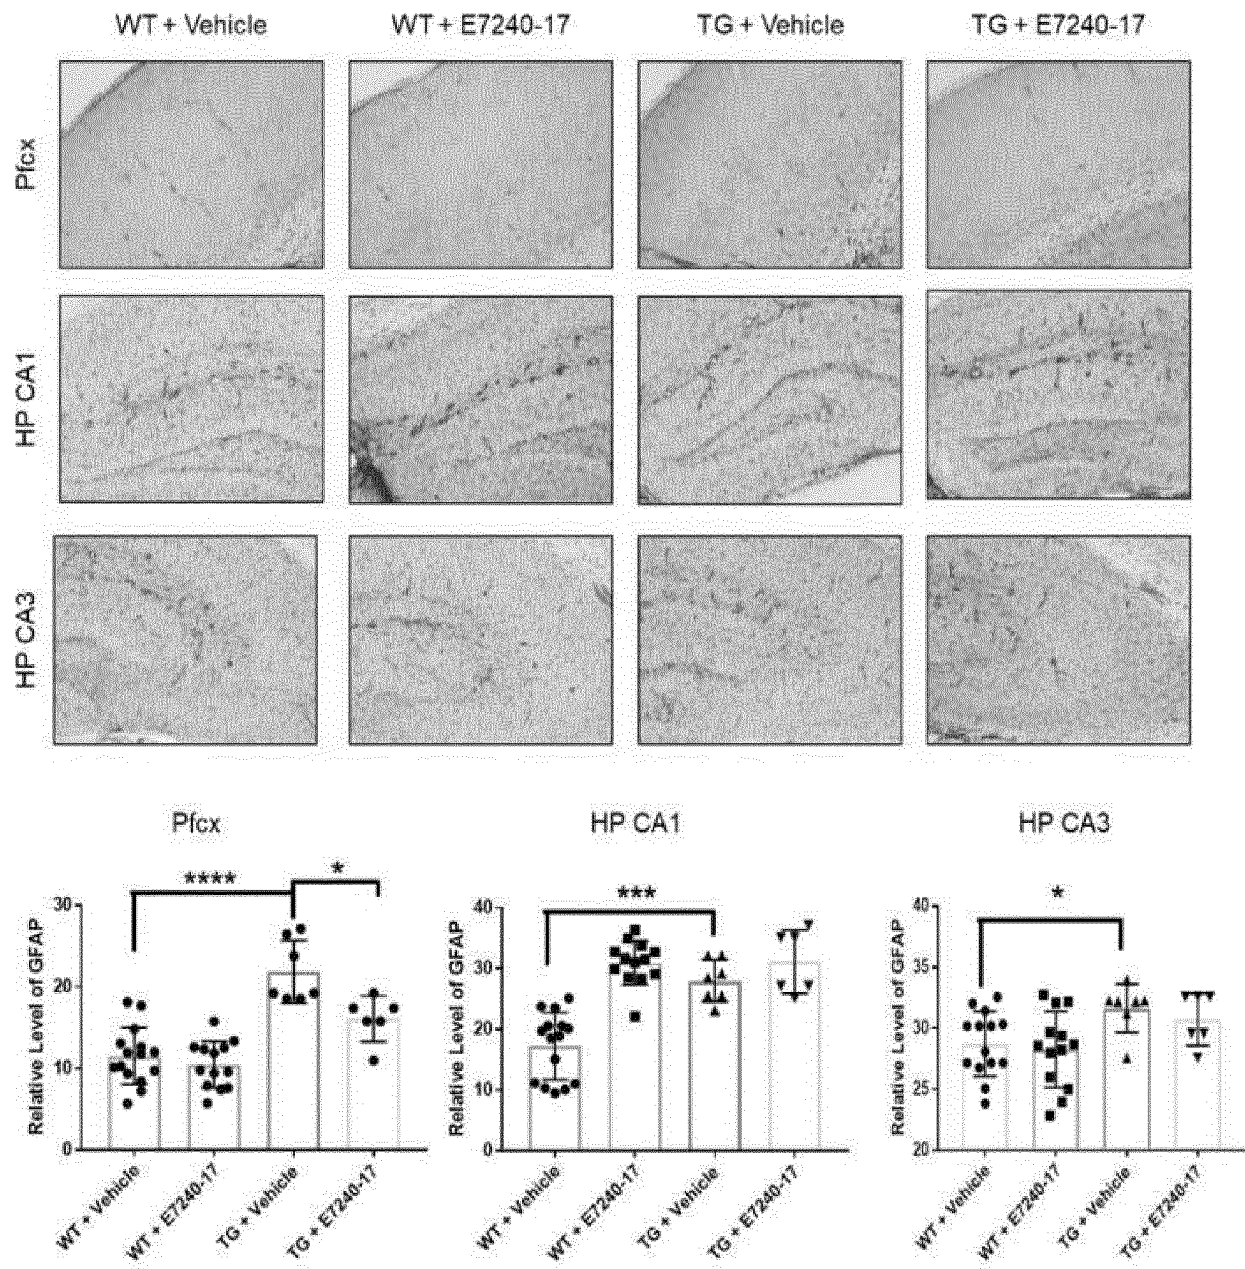 WT + Vehicle
WT + E7240-17
TG + Vehicle
TG + E7240-17
Pfcx
HP CA1
HP CA3
Pfcx
HP CA1
HP CA3
****
*
***
*
Relative Level of GFAP
30
20
10
0
WT + Vehicle
WT + E7240-17
TG + Vehicle
TG + E7240-17
Relative Level of GFAP
40
30
20
10
0
WT + Vehicle
WT + E7240-17
TG + Vehicle
TG + E7240-17
Relative Level of GFAP
40
35
30
25
20
WT + Vehicle
WT + E7240-17
TG + Vehicle
TG + E7240-17